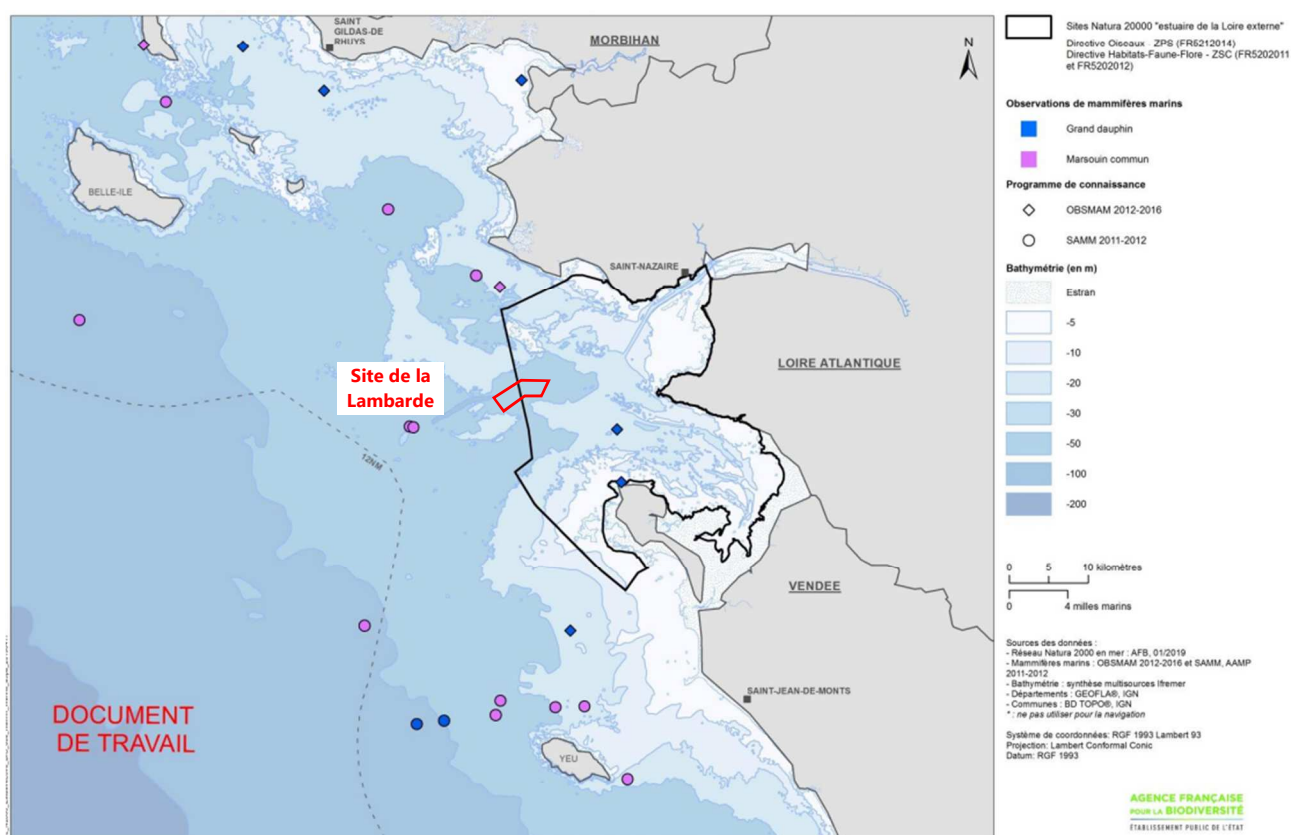 SAINT
GILDAS-DE
RHUYS
MORBIHAN
N
BELLE-ILE
SAINT-NAZAIRE
LOIRE ATLANTIQUE
Site de la
Lambarde
12NM
VENDEE
SAINT-JEAN-DE-MONTS
YEU
DOCUMENT
DE TRAVAIL
Sites Natura 20000 "estuaire de la Loire externe"
Directive Oiseaux - ZPS (FR5212014)
Directive Habitats-Faune-Flore - ZSC (FR5202011
et FR5202012)
Observations de mammifères marins
Grand dauphin
Marsouin commun
Programme de connaissance
OBSMAM 2012-2016
SAMM 2011-2012
Bathymétrie (en m)
Estran
-5
-10
-20
-30
-50
-100
-200
0 5 10 kilomètres
0 4 milles marins
Sources des données :
- Réseau Natura 2000 en mer : AFB, 01/2019
- Mammifères marins : OBSMAM 2012-2016 et SAMM, AAMP
2011-2012
- Bathymétrie : synthèse multisources Ifremer
- Départements : GEOFLA®, IGN
- Communes : BD TOPO®, IGN
* : ne pas utiliser pour la navigation
Système de coordonnées: RGF 1993 Lambert 93
Projection: Lambert Conformal Conic
Datum: RGF 1993
AGENCE FRANÇAISE
POUR LA BIODIVERSITÉ
ÉTABLISSEMENT PUBLIC DE L'ÉTAT